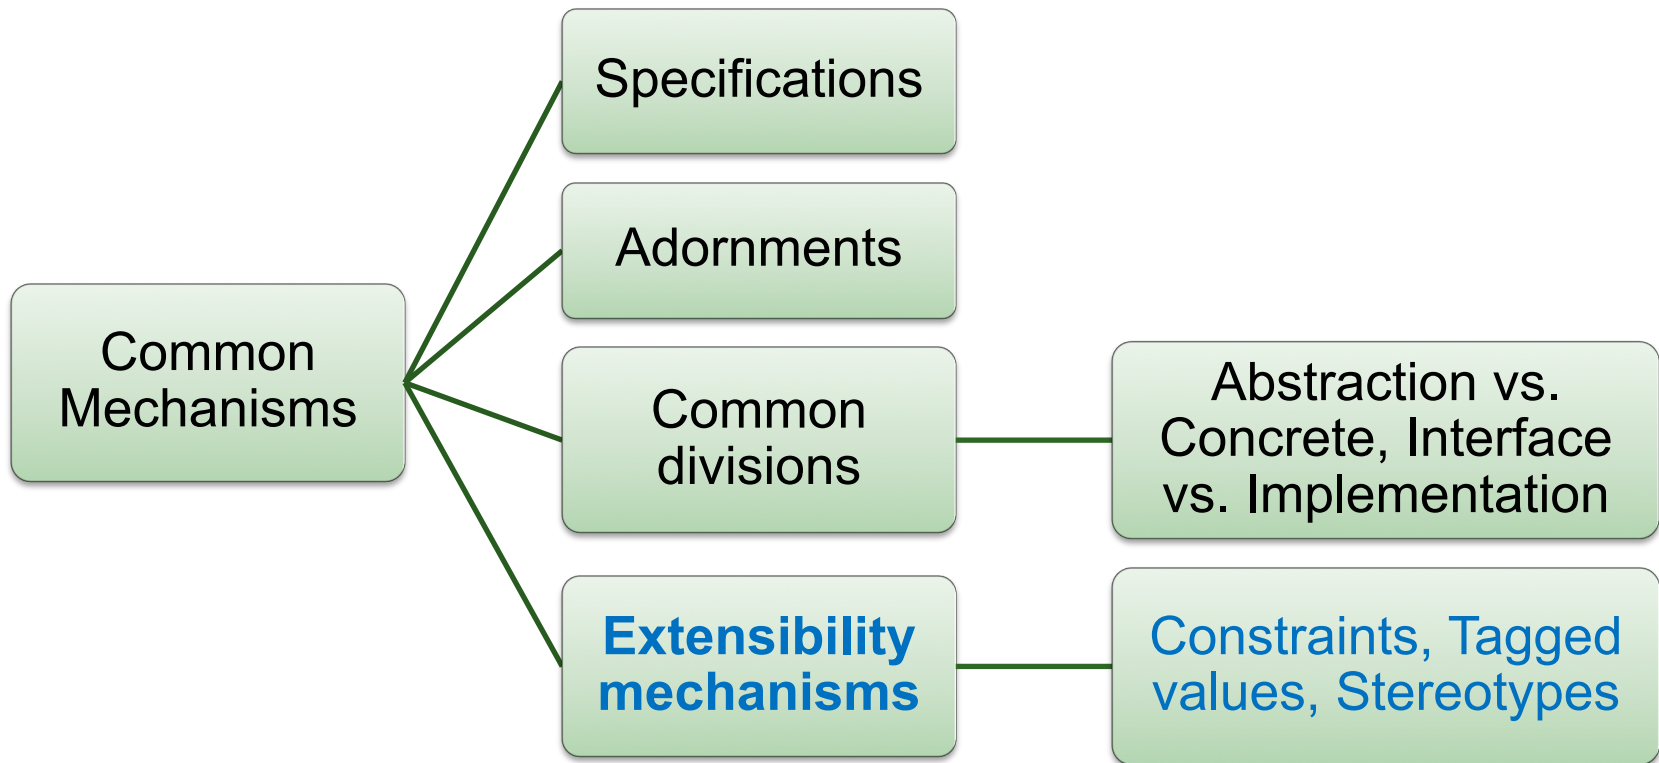 Common
Mechanisms
Specifications
Adornments
Common
divisions
Abstraction vs.
Concrete, Interface
vs. Implementation
Extensibility
mechanisms
Constraints, Tagged
values, Stereotypes